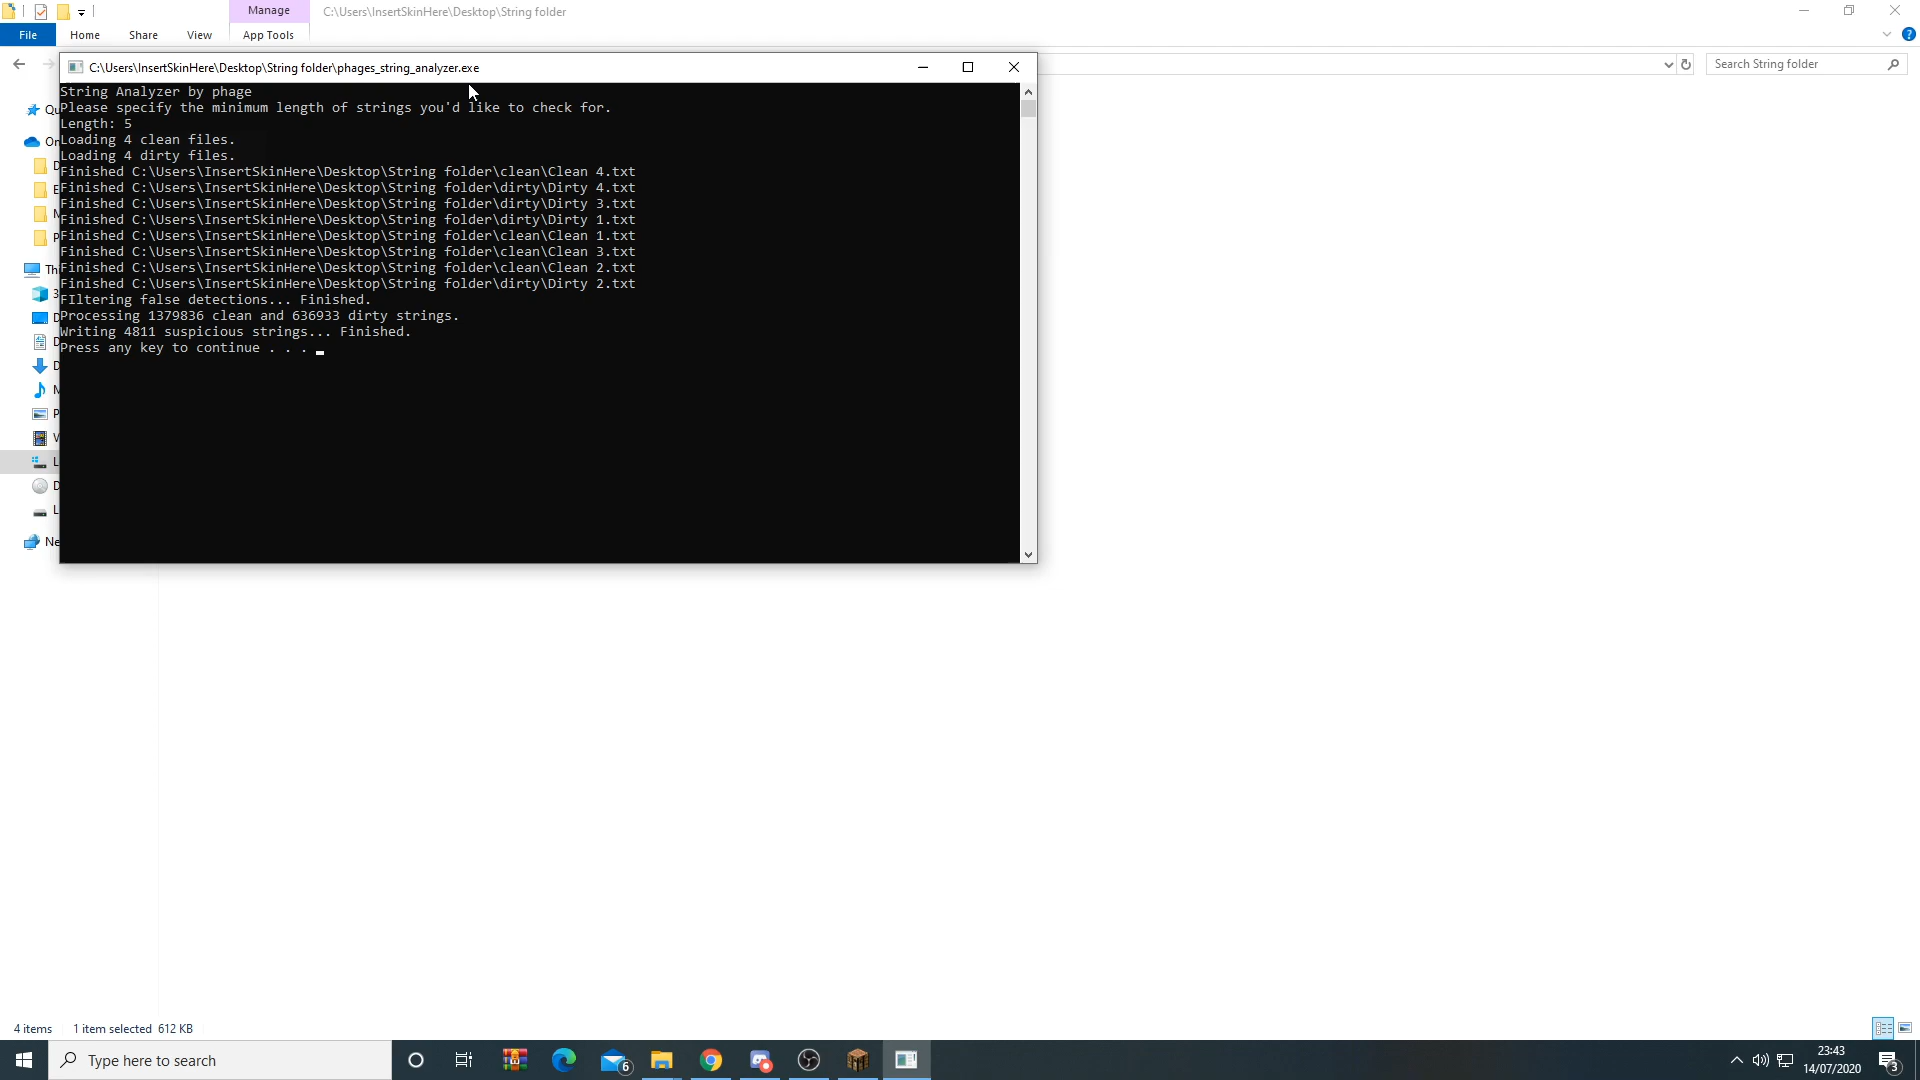 Manage
C:\Users\InsertSkinHere\Desktop\String folder
File
Home
Share
View
App Tools
C:\Users\InsertSkinHere\Desktop\String folder\phages_string_analyzer.exe
Search String folder
String Analyzer by phage
Please specify the minimum length of strings you'd like to check for.
Length: 5
Loading 4 clean files.
Loading 4 dirty files.
Finished C:\Users\InsertSkinHere\Desktop\String folder\clean\Clean 4.txt
Finished C:\Users\InsertSkinHere\Desktop\String folder\dirty\Dirty 4.txt
Finished C:\Users\InsertSkinHere\Desktop\String folder\dirty\Dirty 3.txt
Finished C:\Users\InsertSkinHere\Desktop\String folder\dirty\Dirty 1.txt
Finished C:\Users\InsertSkinHere\Desktop\String folder\clean\Clean 1.txt
Finished C:\Users\InsertSkinHere\Desktop\String folder\clean\Clean 3.txt
Finished C:\Users\InsertSkinHere\Desktop\String folder\clean\Clean 2.txt
Finished C:\Users\InsertSkinHere\Desktop\String folder\dirty\Dirty 2.txt
FIltering false detections... Finished.
Processing 1379836 clean and 636933 dirty strings.
Writing 4811 suspicious strings... Finished.
Press any key to continue . . .
4 items
1 item selected 612 KB
Type here to search
6
23:43
14/07/2020
3